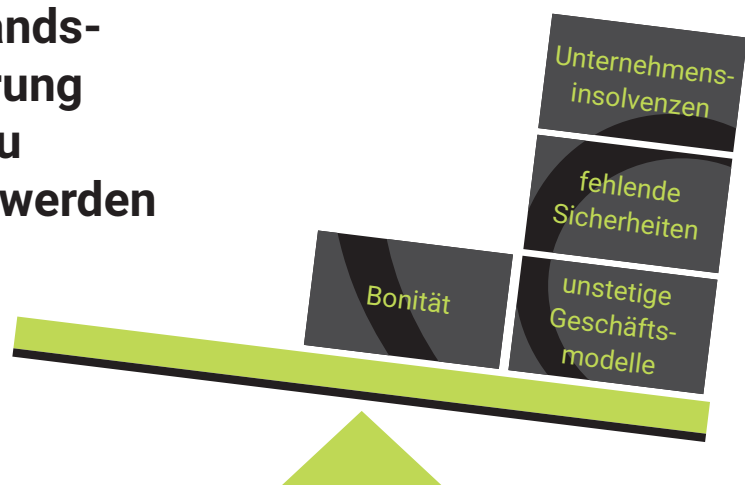 ands-
rung
u
werden
Unternehmens-
insolvenzen
fehlende
Sicherheiten
Bonität
unstetige
Geschäfts-
modelle